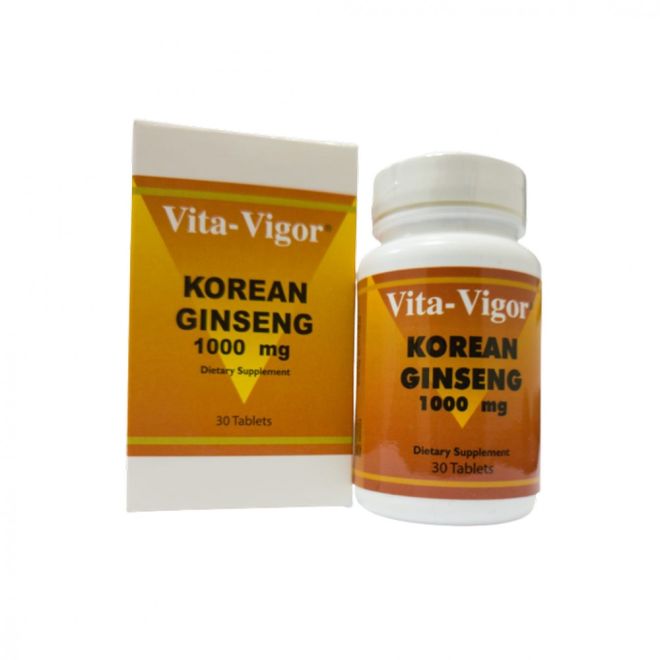 Vita-Vigor®
KOREAN
GINSENG
1000 mg
Dietary Supplement
30 Tablets
Vita-Vigor
KOREAN
GINSENG
1000 mg
Dietary Supplement
30 Tablets